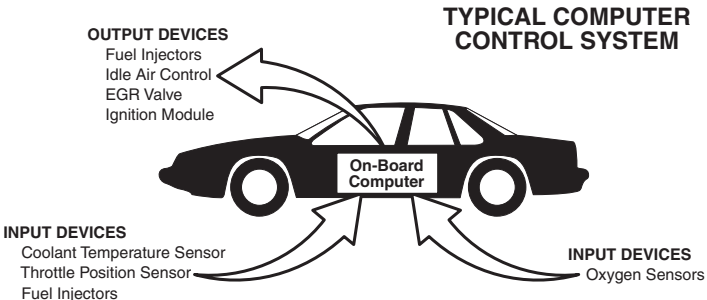 TYPICAL COMPUTER
CONTROL SYSTEM
OUTPUT DEVICES
Fuel Injectors
Idle Air Control
EGR Valve
Ignition Module
On-Board
Computer
INPUT DEVICES
Coolant Temperature Sensor
Throttle Position Sensor
Fuel Injectors
INPUT DEVICES
Oxygen Sensors